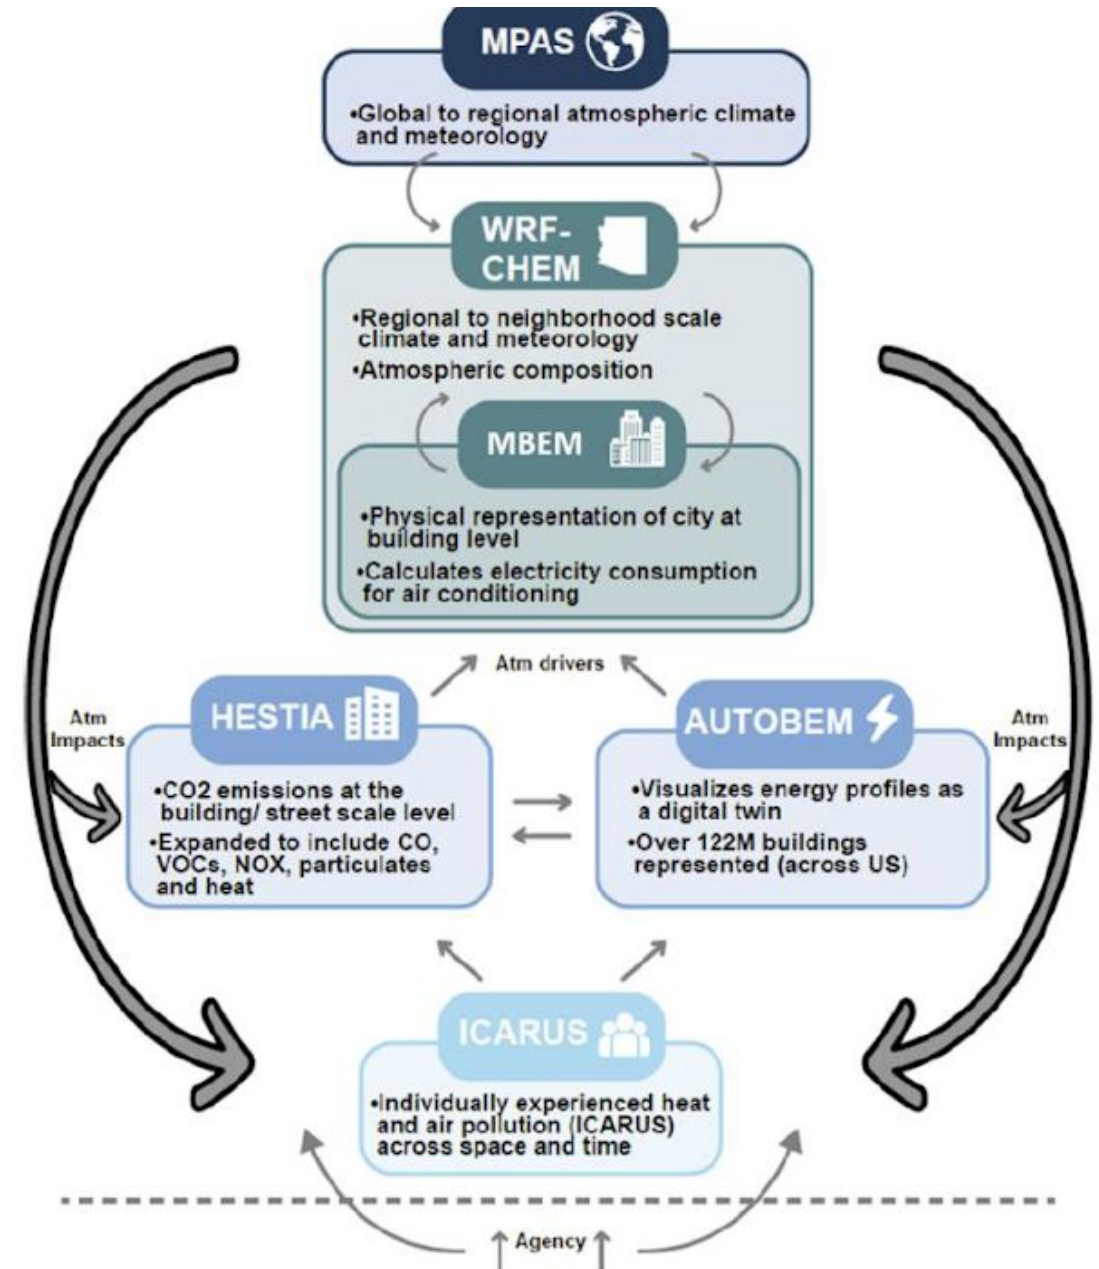 MPAS
•Global to regional atmospheric climate
and meteorology
WRF-
CHEM
•Regional to neighborhood scale
climate and meteorology
•Atmospheric composition
MBEM
•Physical representation of city at
building level
•Calculates electricity consumption
for air conditioning
Atm drivers
HESTIA
AUTOBEM
Atm
Impacts
Atm
Impacts
•CO2 emissions at the
building/ street scale level
•Expanded to include CO,
VOCs, NOX, particulates
and heat
•Visualizes energy profiles as
a digital twin
•Over 122M buildings
represented (across US)
ICARUS
•Individually experienced heat
and air pollution (ICARUS)
across space and time
Agency